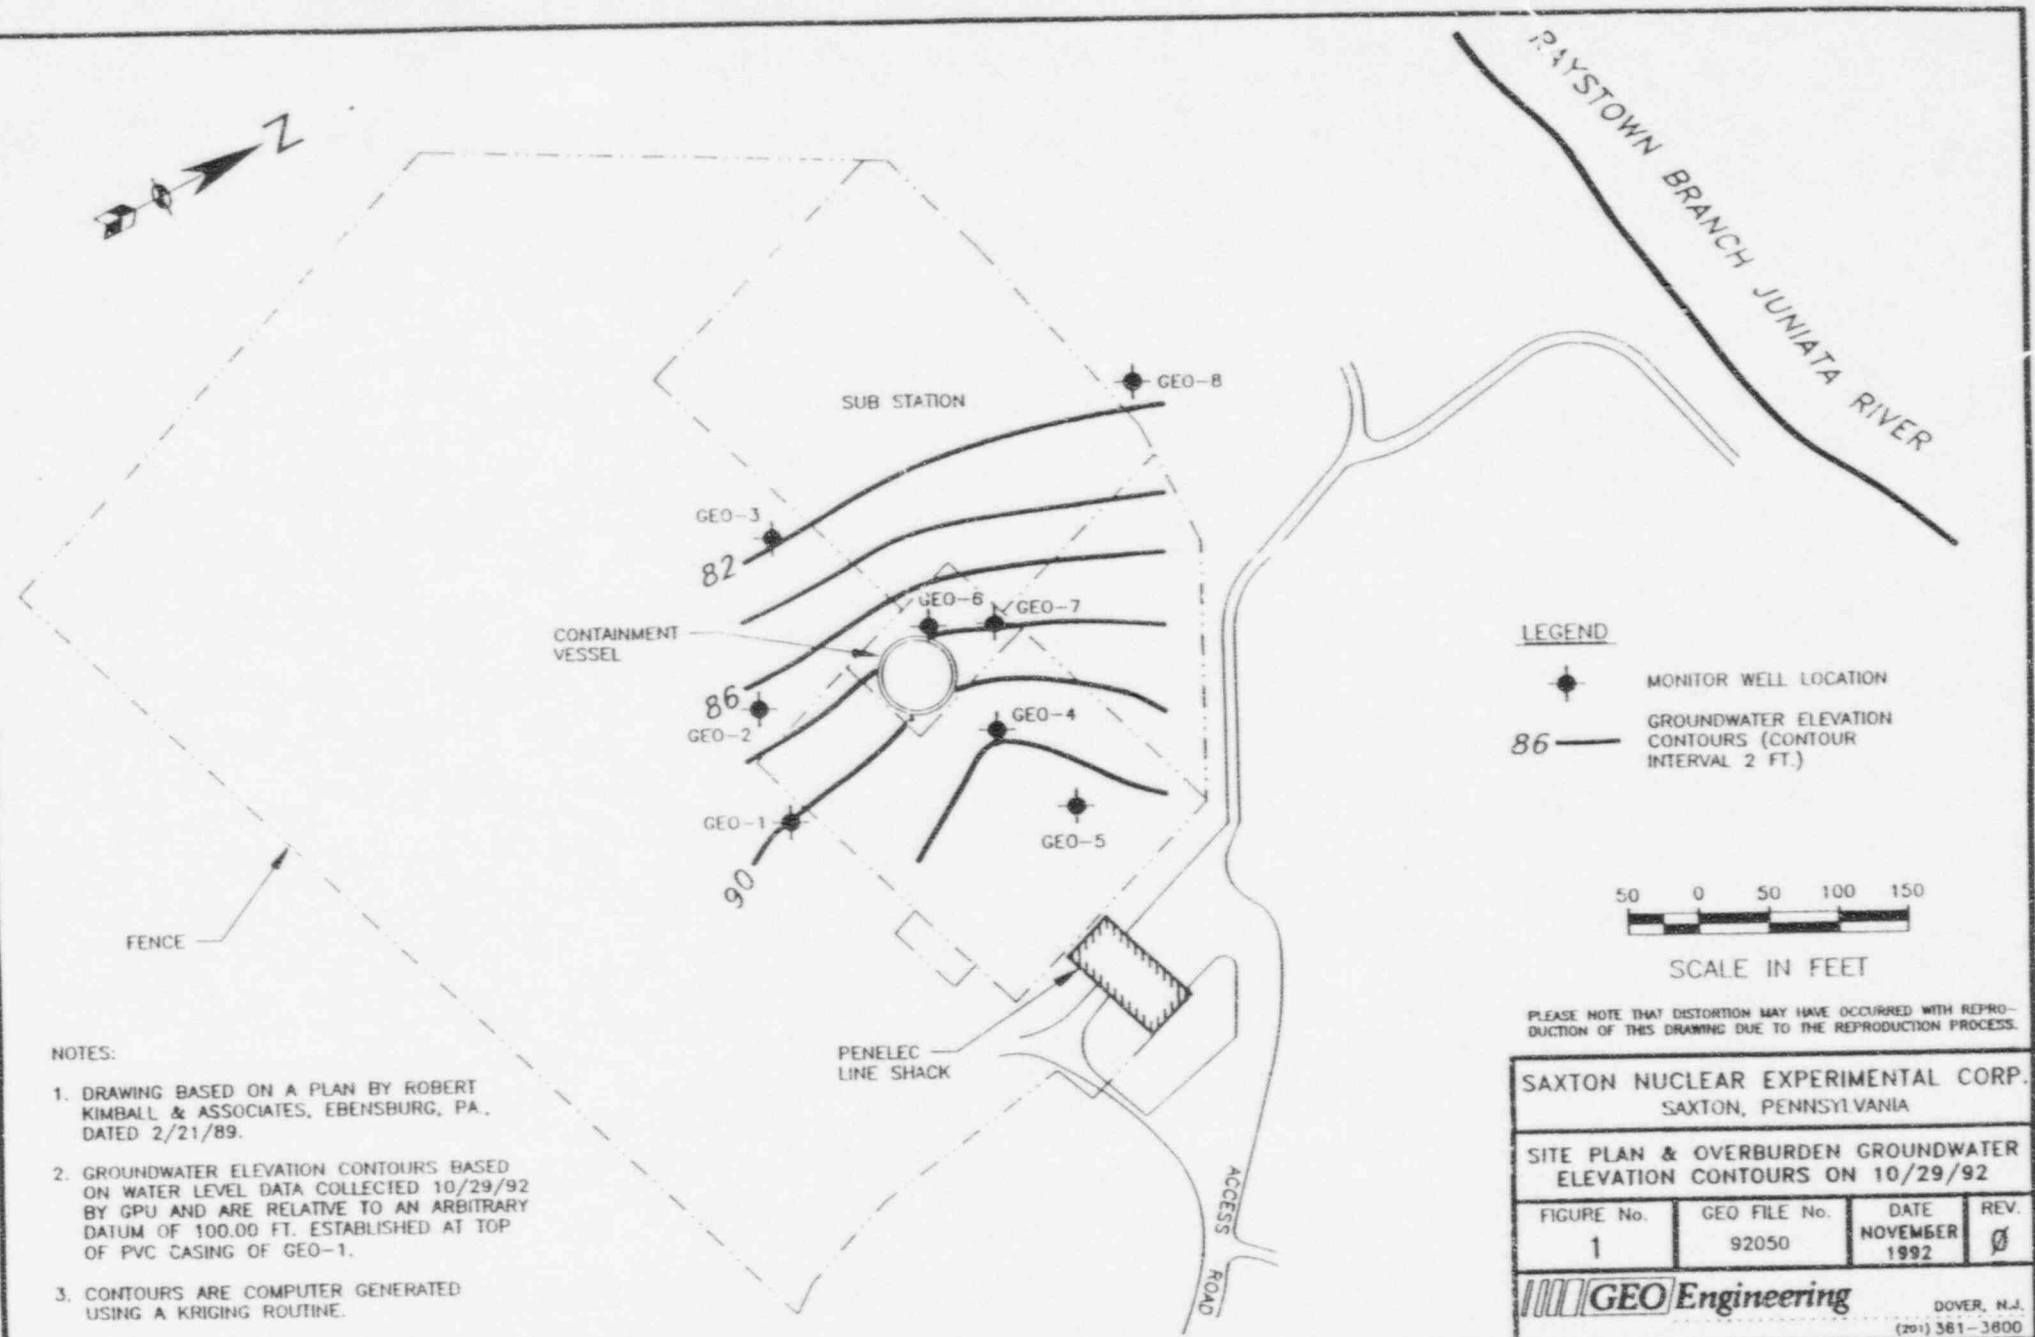 N
RAYSTOWN BRANCH JUNIATA RIVER
GEO-8
SUB STATION
GEO-3
82
GEO-6
GEO-7
CONTAINMENT
VESSEL
86
GEO-2
GEO-4
GEO-1
GEO-5
90
FENCE
PENELEC
LINE SHACK
ACCESS ROAD
LEGEND
MONITOR WELL LOCATION
86
GROUNDWATER ELEVATION
CONTOURS (CONTOUR
INTERVAL 2 FT.)
50 0 50 100 150
SCALE IN FEET
PLEASE NOTE THAT DISTORTION MAY HAVE OCCURRED WITH REPRO-
DUCTION OF THIS DRAWING DUE TO THE REPRODUCTION PROCESS.
NOTES:
1. DRAWING BASED ON A PLAN BY ROBERT
KIMBALL & ASSOCIATES, EBENSBURG, PA.,
DATED 2/21/89.
2. GROUNDWATER ELEVATION CONTOURS BASED
ON WATER LEVEL DATA COLLECTED 10/29/92
BY GPU AND ARE RELATIVE TO AN ARBITRARY
DATUM OF 100.00 FT. ESTABLISHED AT TOP
OF PVC CASING OF GEO-1.
3. CONTOURS ARE COMPUTER GENERATED
USING A KRIGING ROUTINE.
SAXTON NUCLEAR EXPERIMENTAL CORP.
SAXTON, PENNSYLVANIA
SITE PLAN & OVERBURDEN GROUNDWATER
ELEVATION CONTOURS ON 10/29/92
FIGURE No.
1
GEO FILE No.
92050
DATE
NOVEMBER
1992
REV.
Ø
GEO Engineering
DOVER, N.J.
(201) 361-3600